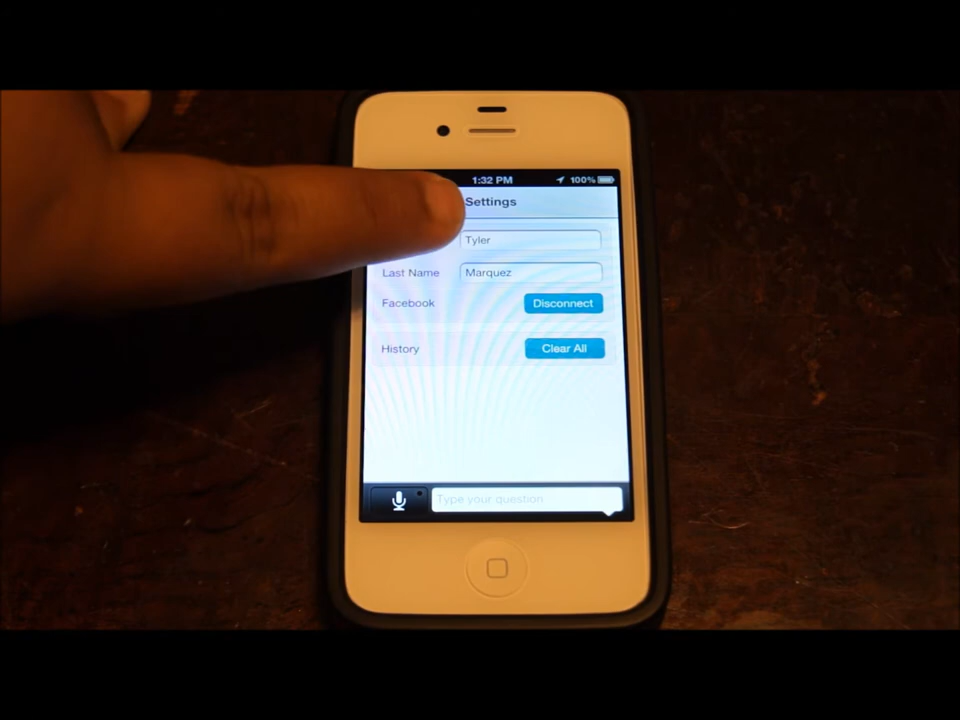 1:32 PM 100%
Settings
Tyler
Last Name Marquez
Facebook Disconnect
History Clear All
Type your question